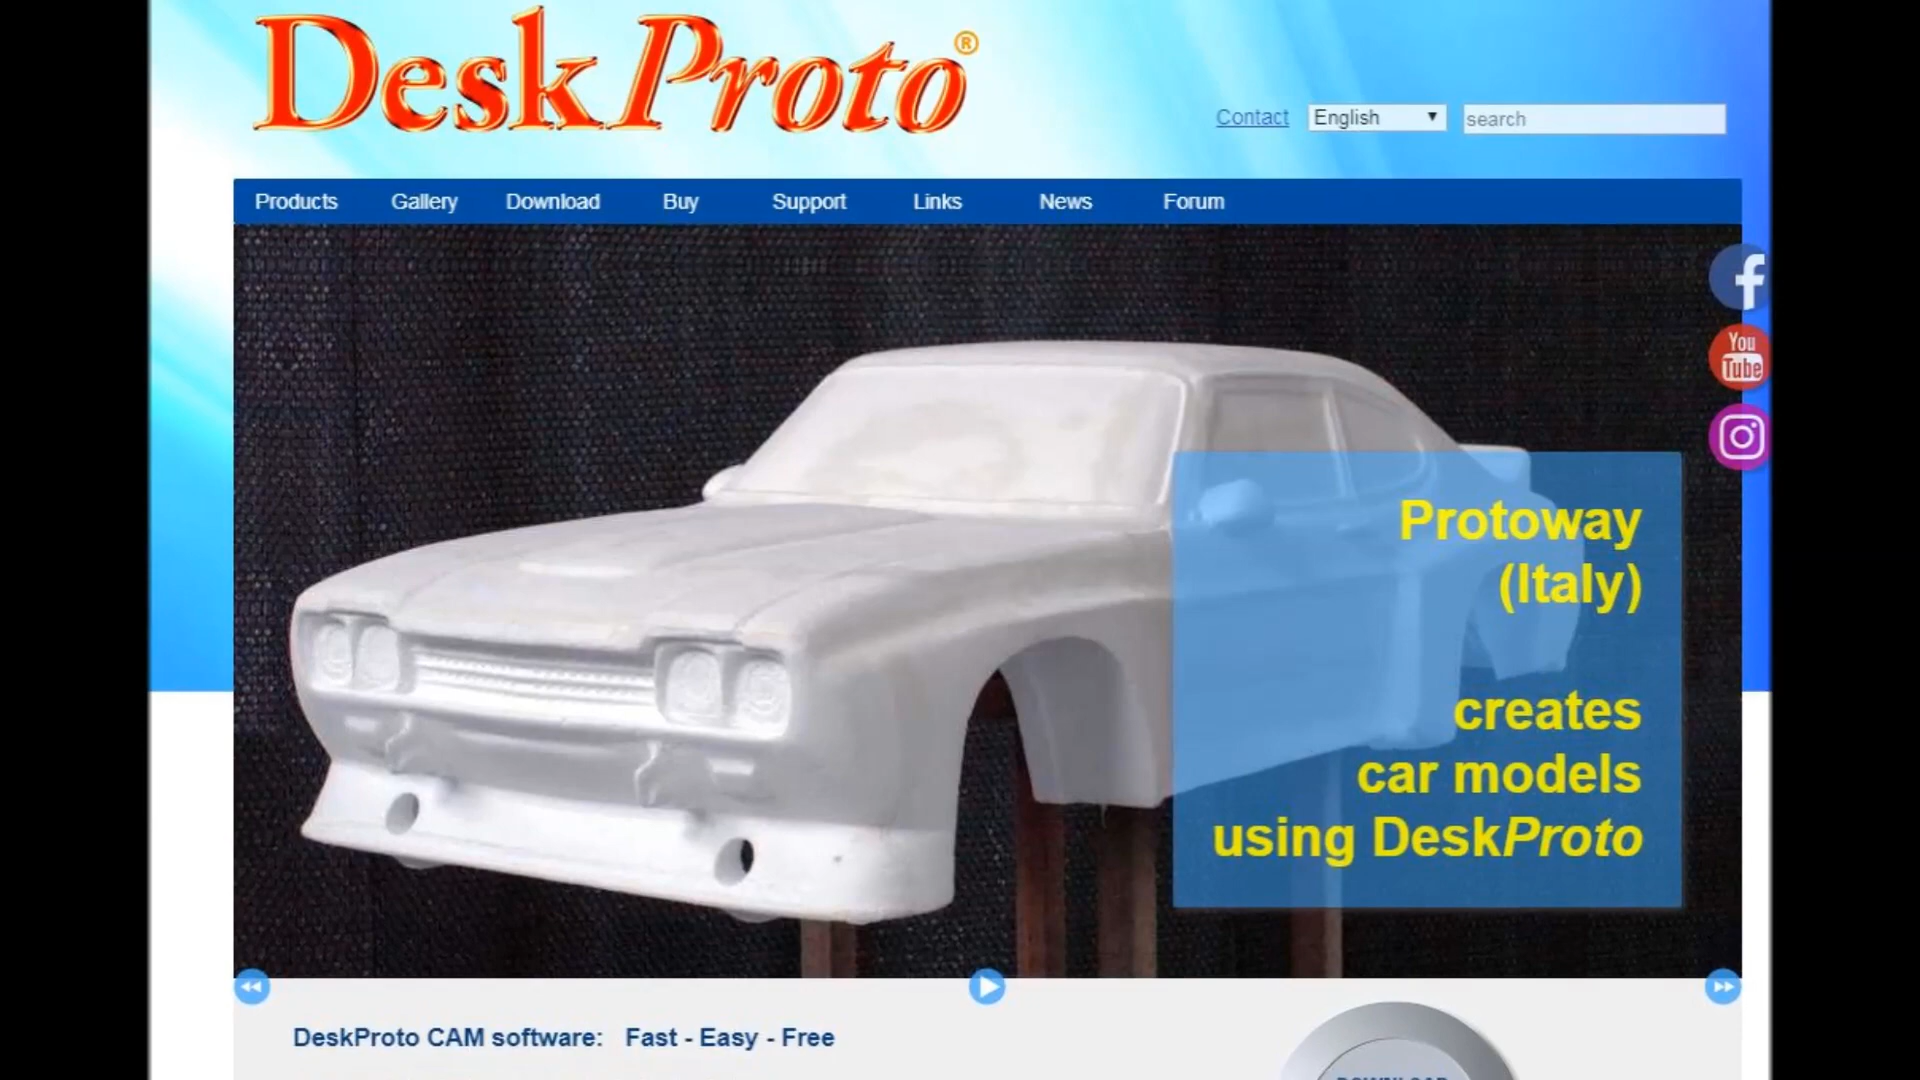 DeskProto®
Contact English search
Products Gallery Download Buy Support Links News Forum
You
Tube
Protoway
(Italy)
creates
car models
using DeskProto
DeskProto CAM software: Fast - Easy - Free
DOWNLOAD